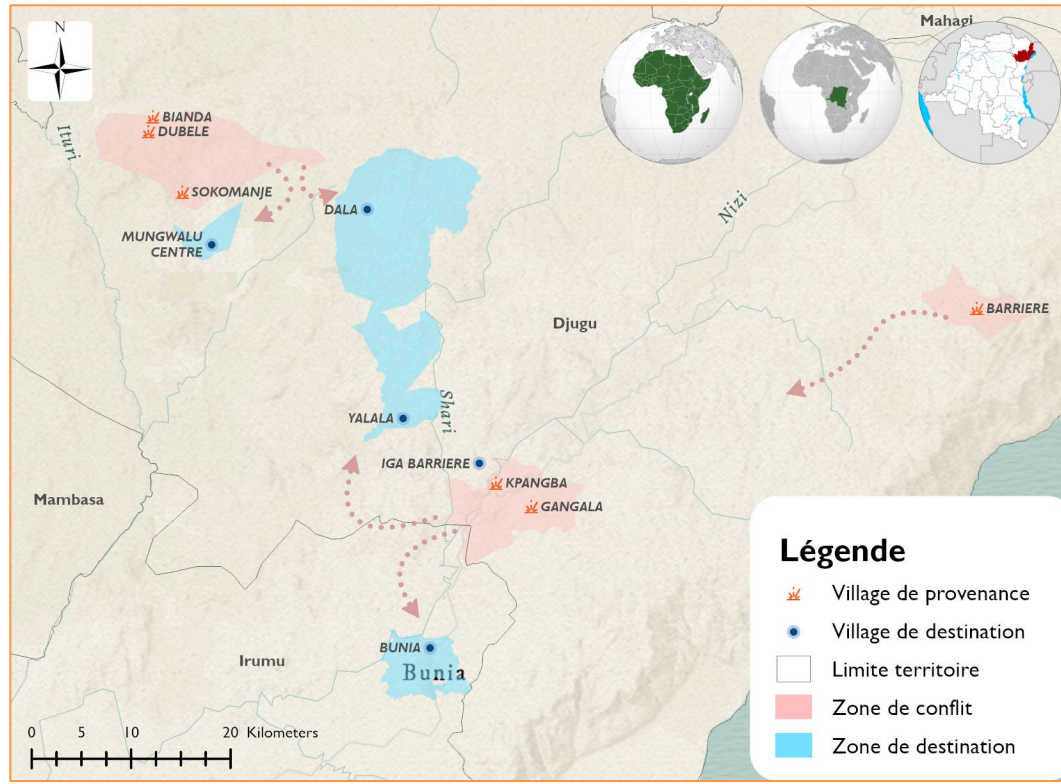 N
Mahagi
BIANDA
DUBELE
Ituri
SOKOMANJE
DALA
MUNGWALU
CENTRE
Nizi
BARRIERE
Djugu
Shari
YALALA
IGA BARRIERE
KPANGBA
GANGALA
Mambasa
BUNIA
Bunia
Irumu
0 5 10 20 Kilometers
Légende
Village de provenance
Village de destination
Limite territoire
Zone de conflit
Zone de destination